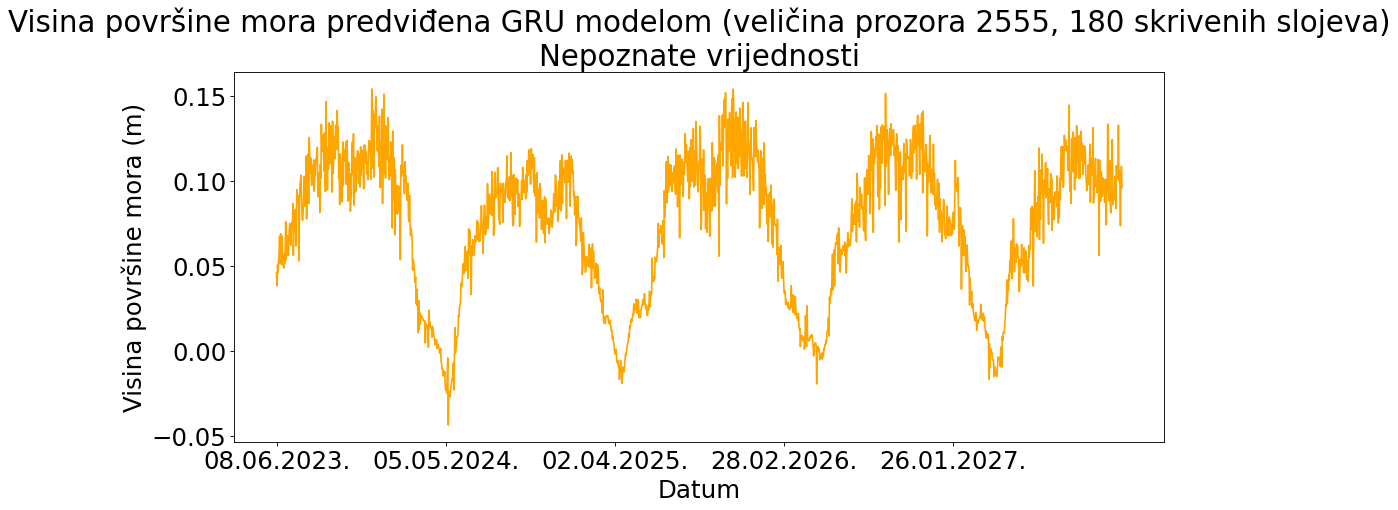 Visina površine mora predviđena GRU modelom (veličina prozora 2555, 180 skrivenih slojeva)
Nepoznate vrijednosti
Visina površine mora (m)
0.15
0.10
0.05
0.00
−0.05
08.06.2023. 05.05.2024. 02.04.2025. 28.02.2026. 26.01.2027.
Datum